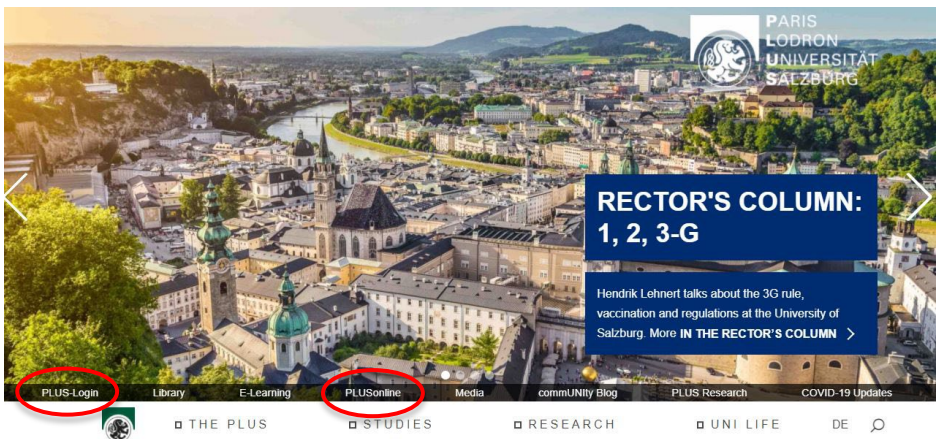 PARIS
LODRON
UNIVERSITÄT
SALZBURG
RECTOR'S COLUMN:
1, 2, 3-G
Hendrik Lehnert talks about the 3G rule,
vaccination and regulations at the University of
Salzburg. More IN THE RECTOR'S COLUMN
PLUS-Login Library E-Learning PLUSonline Media commUNIty Blog PLUS Research COVID-19 Updates
THE PLUS STUDIES RESEARCH UNI LIFE DE